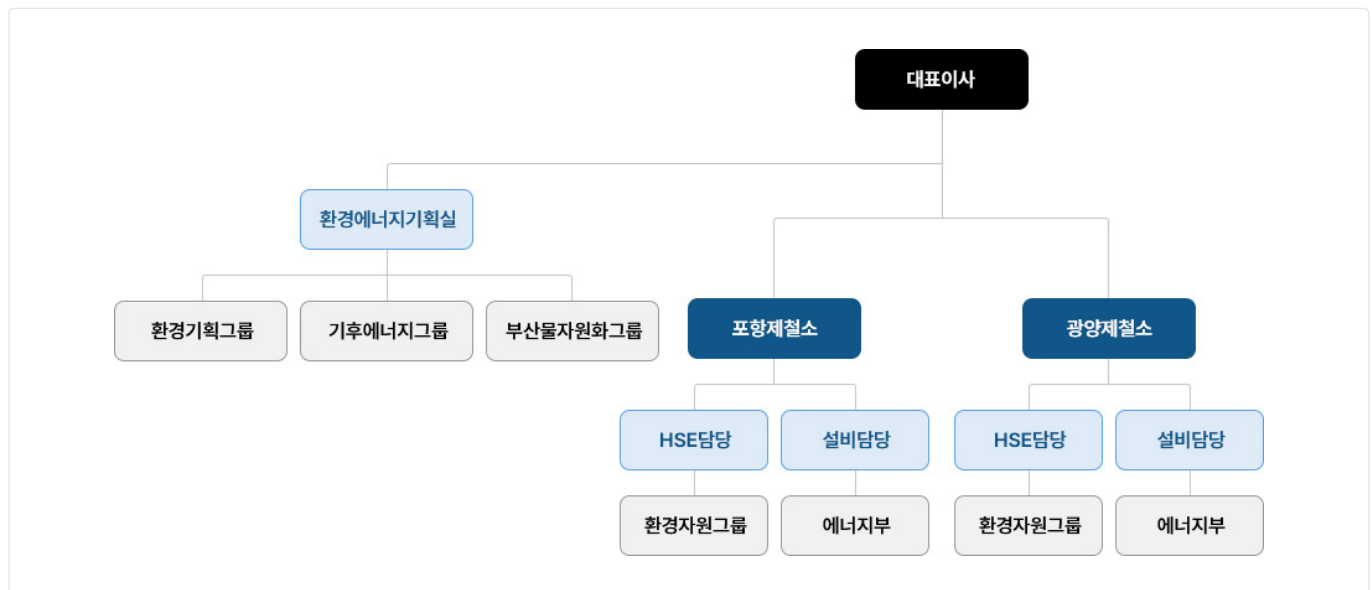 대표이사
환경에너지기획실
환경기획그룹
기후에너지그룹
부산물자원화그룹
포항제철소
광양제철소
HSE담당
설비담당
HSE담당
설비담당
환경자원그룹
에너지부
환경자원그룹
에너지부